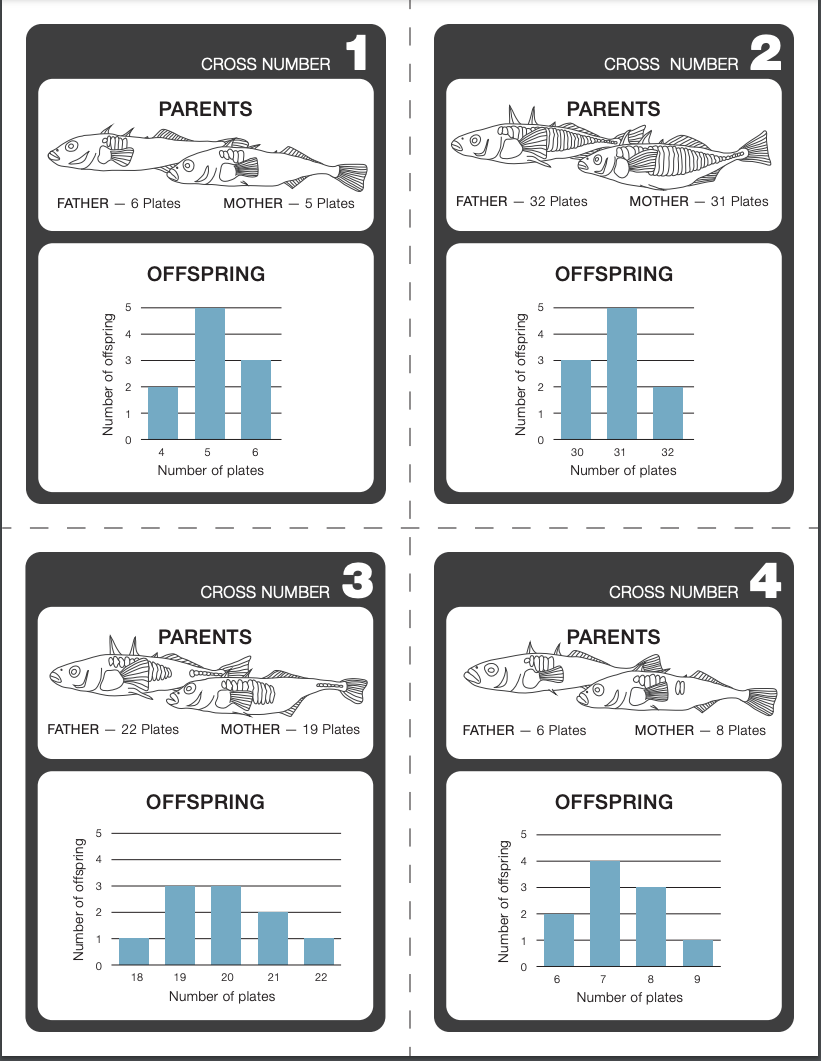 CROSS NUMBER 1
PARENTS
FATHER — 6 Plates MOTHER — 5 Plates
OFFSPRING
Number of offspring
5
4
3
2
1
0
4 5 6
Number of plates
CROSS NUMBER 2
PARENTS
FATHER — 32 Plates MOTHER — 31 Plates
OFFSPRING
Number of offspring
5
4
3
2
1
0
30 31 32
Number of plates
CROSS NUMBER 3
PARENTS
FATHER — 22 Plates MOTHER — 19 Plates
OFFSPRING
Number of offspring
5
4
3
2
1
0
18 19 20 21 22
Number of plates
CROSS NUMBER 4
PARENTS
FATHER — 6 Plates MOTHER — 8 Plates
OFFSPRING
Number of offspring
5
4
3
2
1
0
6 7 8 9
Number of plates